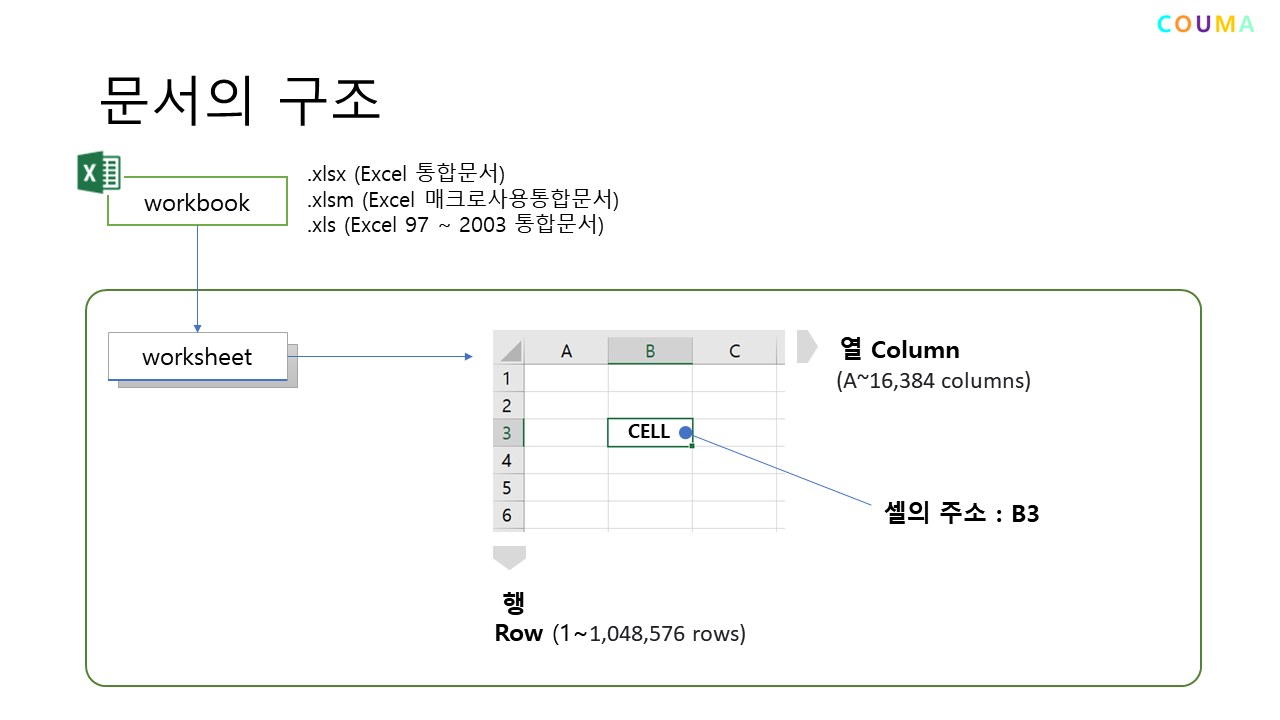 COUMA
문서의 구조
X
workbook
.xlsx (Excel 통합문서)
.xlsm (Excel 매크로사용통합문서)
.xls (Excel 97 ~ 2003 통합문서)
worksheet
A B C
1
2
3 CELL
4
5
6
열 Column
(A~16,384 columns)
셀의 주소 : B3
행
Row (1~1,048,576 rows)